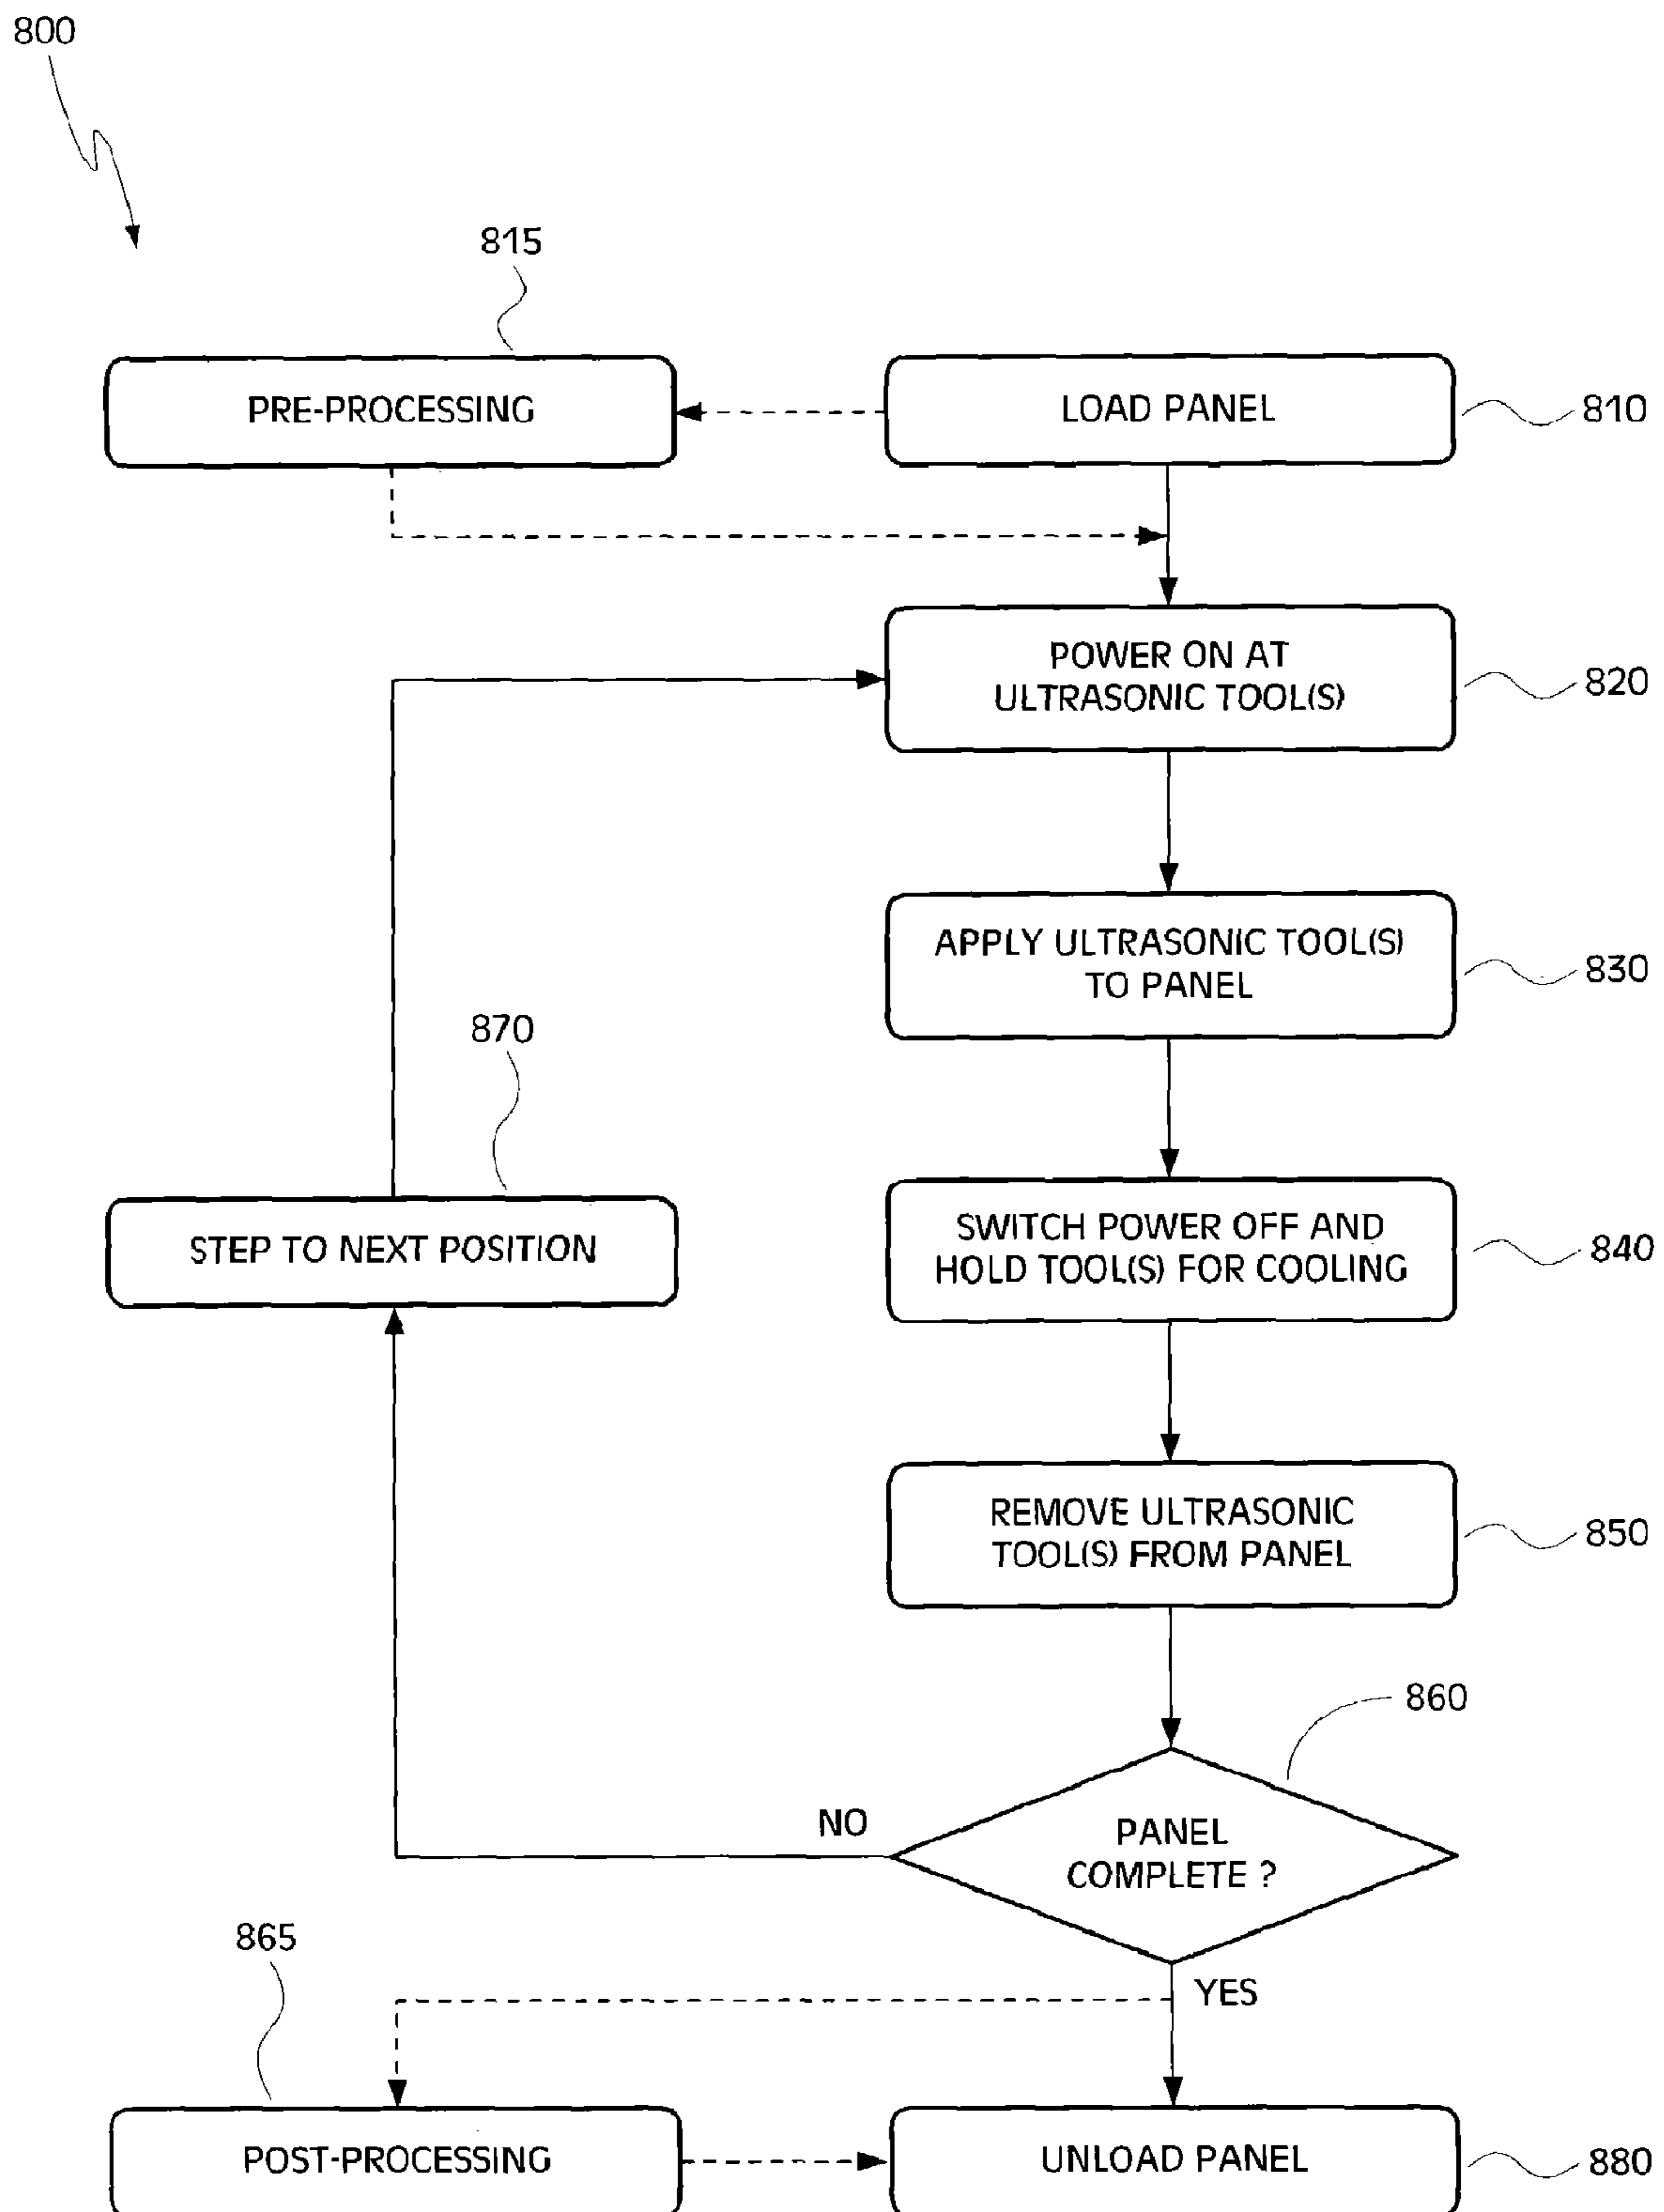 800
815
PRE-PROCESSING
LOAD PANEL
810
POWER ON AT
ULTRASONIC TOOL(S)
820
APPLY ULTRASONIC TOOL(S)
TO PANEL
830
870
STEP TO NEXT POSITION
SWITCH POWER OFF AND
HOLD TOOL(S) FOR COOLING
840
REMOVE ULTRASONIC
TOOL(S) FROM PANEL
850
860
NO
PANEL
COMPLETE ?
865
YES
POST-PROCESSING
UNLOAD PANEL
880